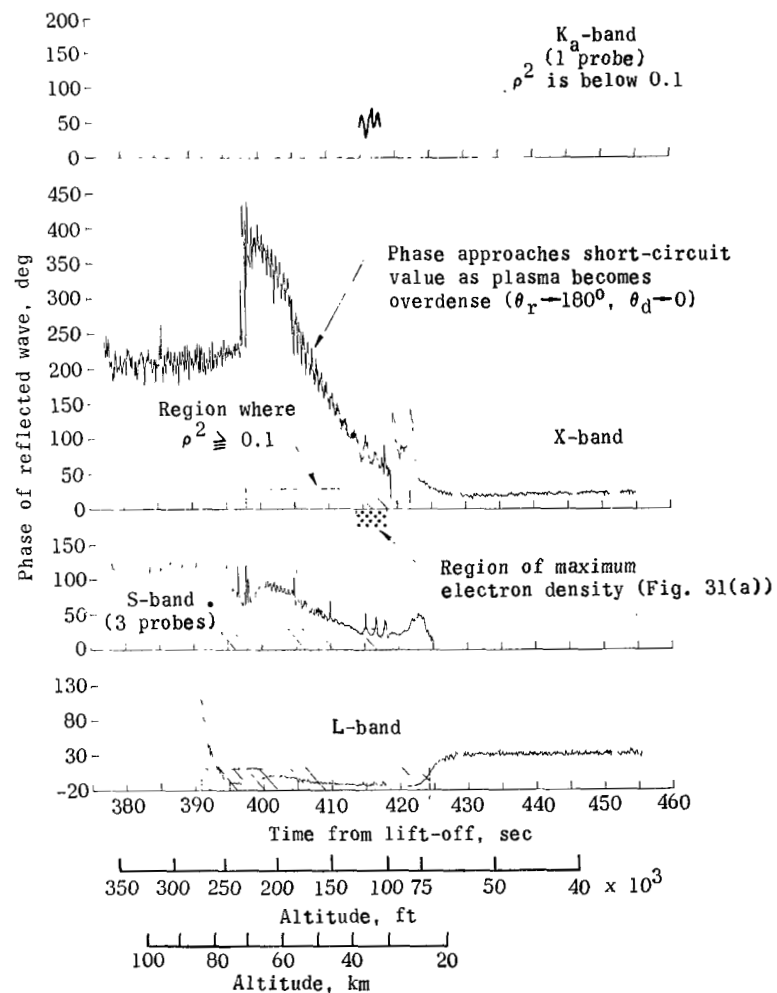 200
150
100
50
0
Ka-band
(1 probe)
ρ² is below 0.1
450
400
350
300
250
200
150
100
50
0
Phase of reflected wave, deg
Phase approaches short-circuit
value as plasma becomes
overdense (θr→180°, θd→0)
Region where
ρ² ≧ 0.1
X-band
150
100
50
0
S-band
(3 probes)
Region of maximum
electron density (Fig. 31(a))
130
80
30
-20
L-band
380 390 400 410 420 430 440 450 460
Time from lift-off, sec
350 300 250 200 150 100 75 50 40 x 10³
Altitude, ft
100 80 60 40 20
Altitude, km